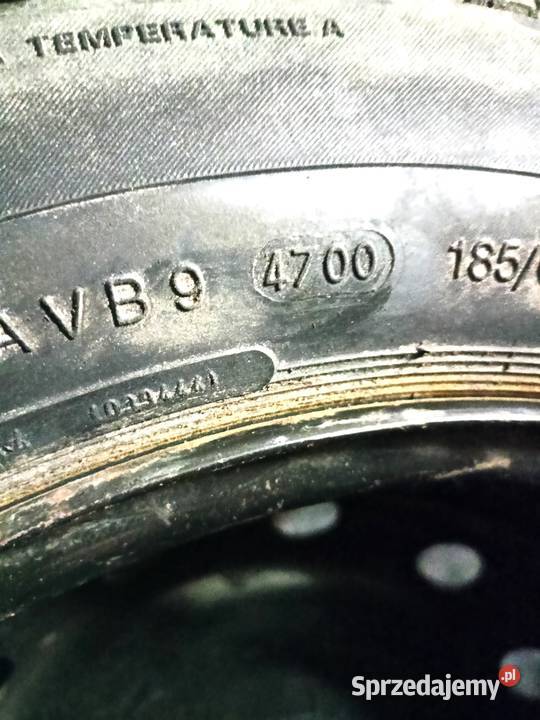 TEMPERATURE A
AVB9 4700 185/
Sprzedajemy.pl